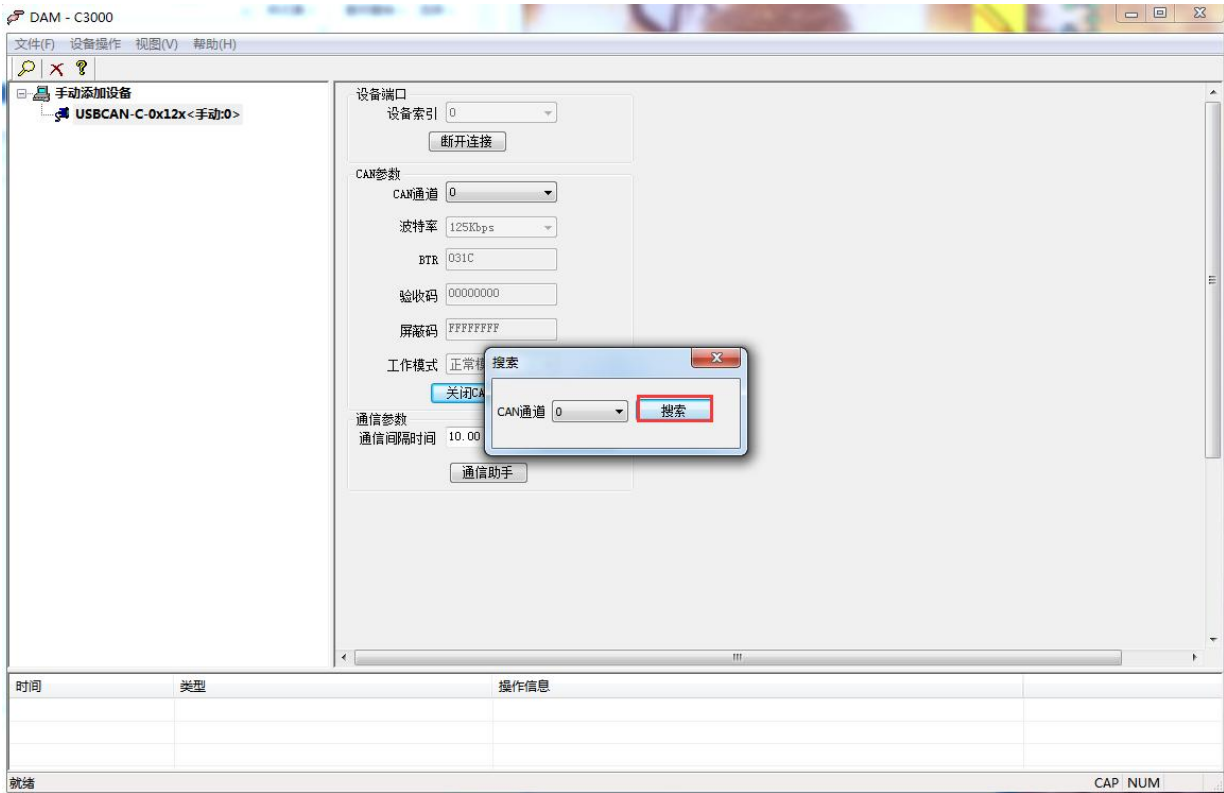 DAM - C3000
文件(F) 设备操作 视图(V) 帮助(H)
手动添加设备
USBCAN-C-0x12x<手动:0>
设备端口
设备索引 0
断开连接
CAN参数
CAN通道 0
波特率 125Kbps
BTR 031C
验收码 00000000
屏蔽码 FFFFFFFF
工作模式 正常模
关闭CA
通信参数
通信间隔时间 10.00
通信助手
搜索
CAN通道 0 搜索
时间 类型 操作信息
就绪 CAP NUM